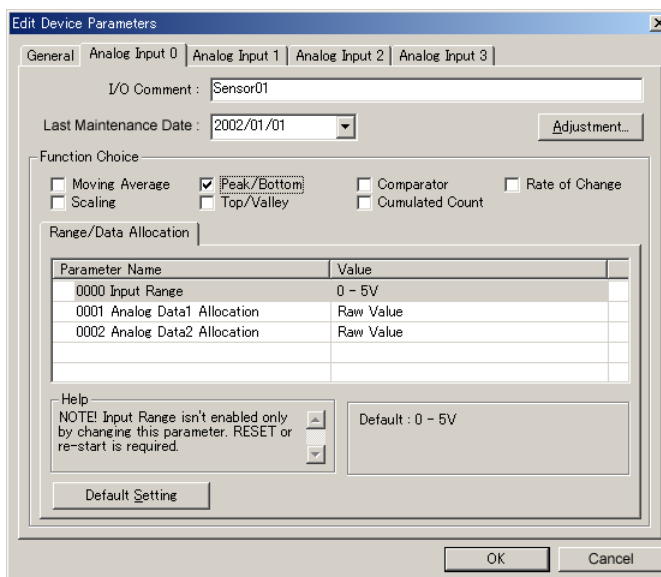 Edit Device Parameters
General Analog Input 0 Analog Input 1 Analog Input 2 Analog Input 3
I/O Comment : Sensor01
Last Maintenance Date : 2002/01/01 Adjustment...
Function Choice
Moving Average Peak/Bottom Comparator Rate of Change
Scaling Top/Valley Cumulated Count
Range/Data Allocation
Parameter Name Value
0000 Input Range 0 - 5V
0001 Analog Data1 Allocation Raw Value
0002 Analog Data2 Allocation Raw Value
Help
NOTE! Input Range isn't enabled only
by changing this parameter. RESET or
re-start is required.
Default : 0 - 5V
Default Setting
OK Cancel